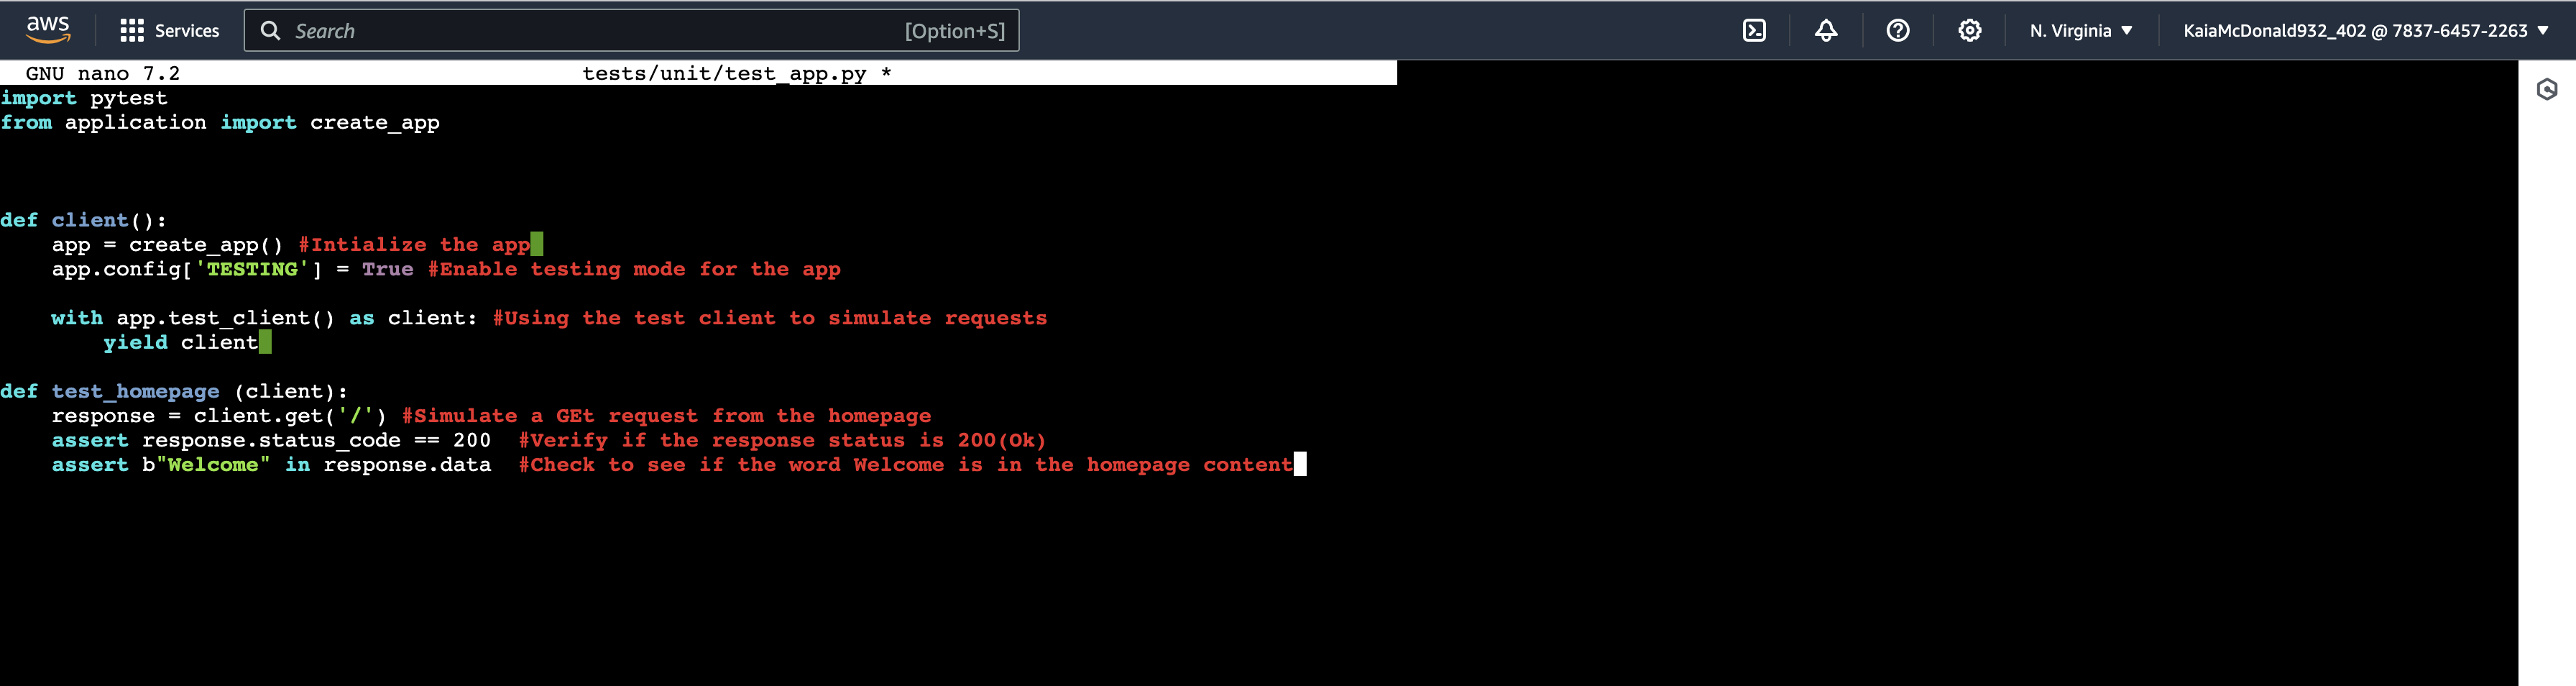 aws Services Search [Option+S] N. Virginia KaiaMcDonald932_402 @ 7837-6457-2263
GNU nano 7.2 tests/unit/test_app.py *
import pytest
from application import create_app
def client():
    app = create_app() #Intialize the app
    app.config['TESTING'] = True #Enable testing mode for the app
    with app.test_client() as client: #Using the test client to simulate requests
        yield client
def test_homepage (client):
    response = client.get('/') #Simulate a GEt request from the homepage
    assert response.status_code == 200  #Verify if the response status is 200(Ok)
    assert b"Welcome" in response.data  #Check to see if the word Welcome is in the homepage content